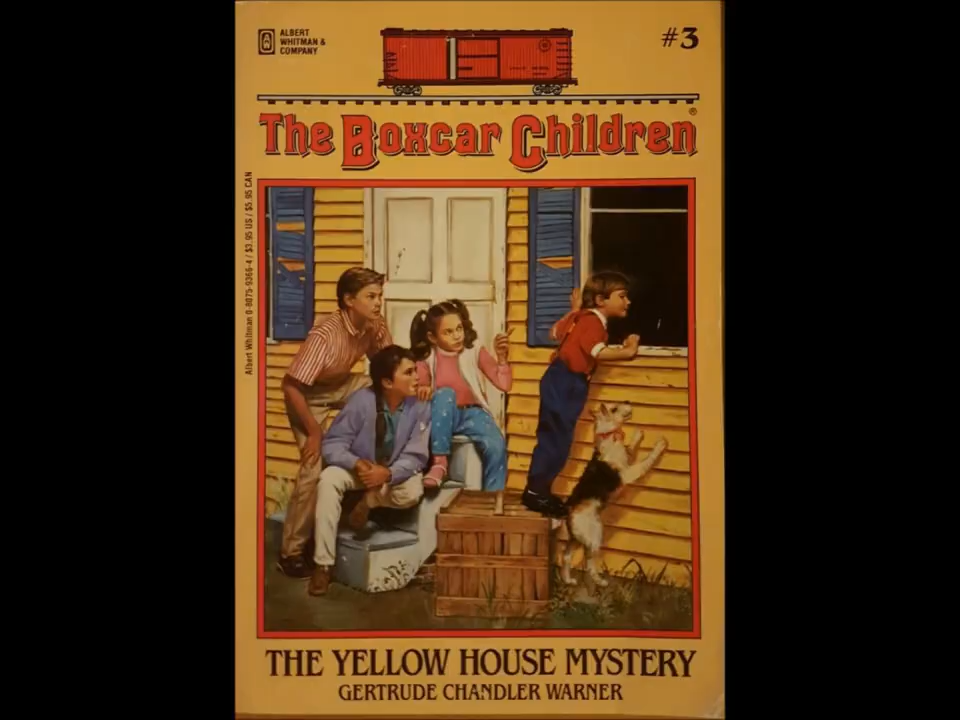 ALBERT
WHITMAN &
COMPANY
#3
The Boxcar Children®
Albert Whitman 0-8075-9366-4 / $3.95 US / $5.95 CAN
THE YELLOW HOUSE MYSTERY
GERTRUDE CHANDLER WARNER